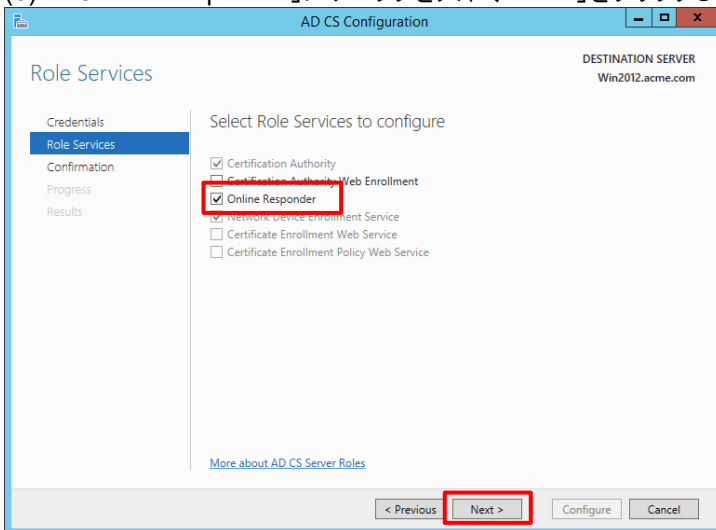 AD CS Configuration
Role Services
DESTINATION SERVER
Win2012.acme.com
Credentials
Role Services
Confirmation
Progress
Results
Select Role Services to configure
Certification Authority
Certification Authority Web Enrollment
Online Responder
Network Device Enrollment Service
Certificate Enrollment Web Service
Certificate Enrollment Policy Web Service
More about AD CS Server Roles
< Previous
Next >
Configure
Cancel